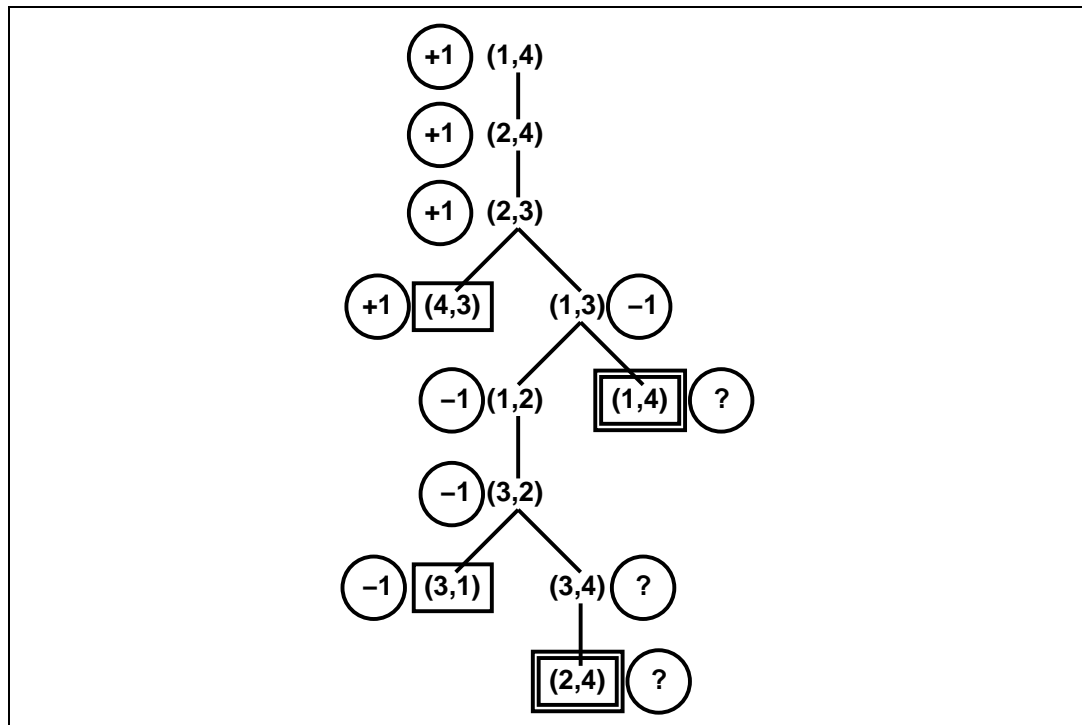 +1 (1,4)
+1 (2,4)
+1 (2,3)
+1 (4,3) (1,3) –1
–1 (1,2) (1,4) ?
–1 (3,2)
–1 (3,1) (3,4) ?
(2,4) ?